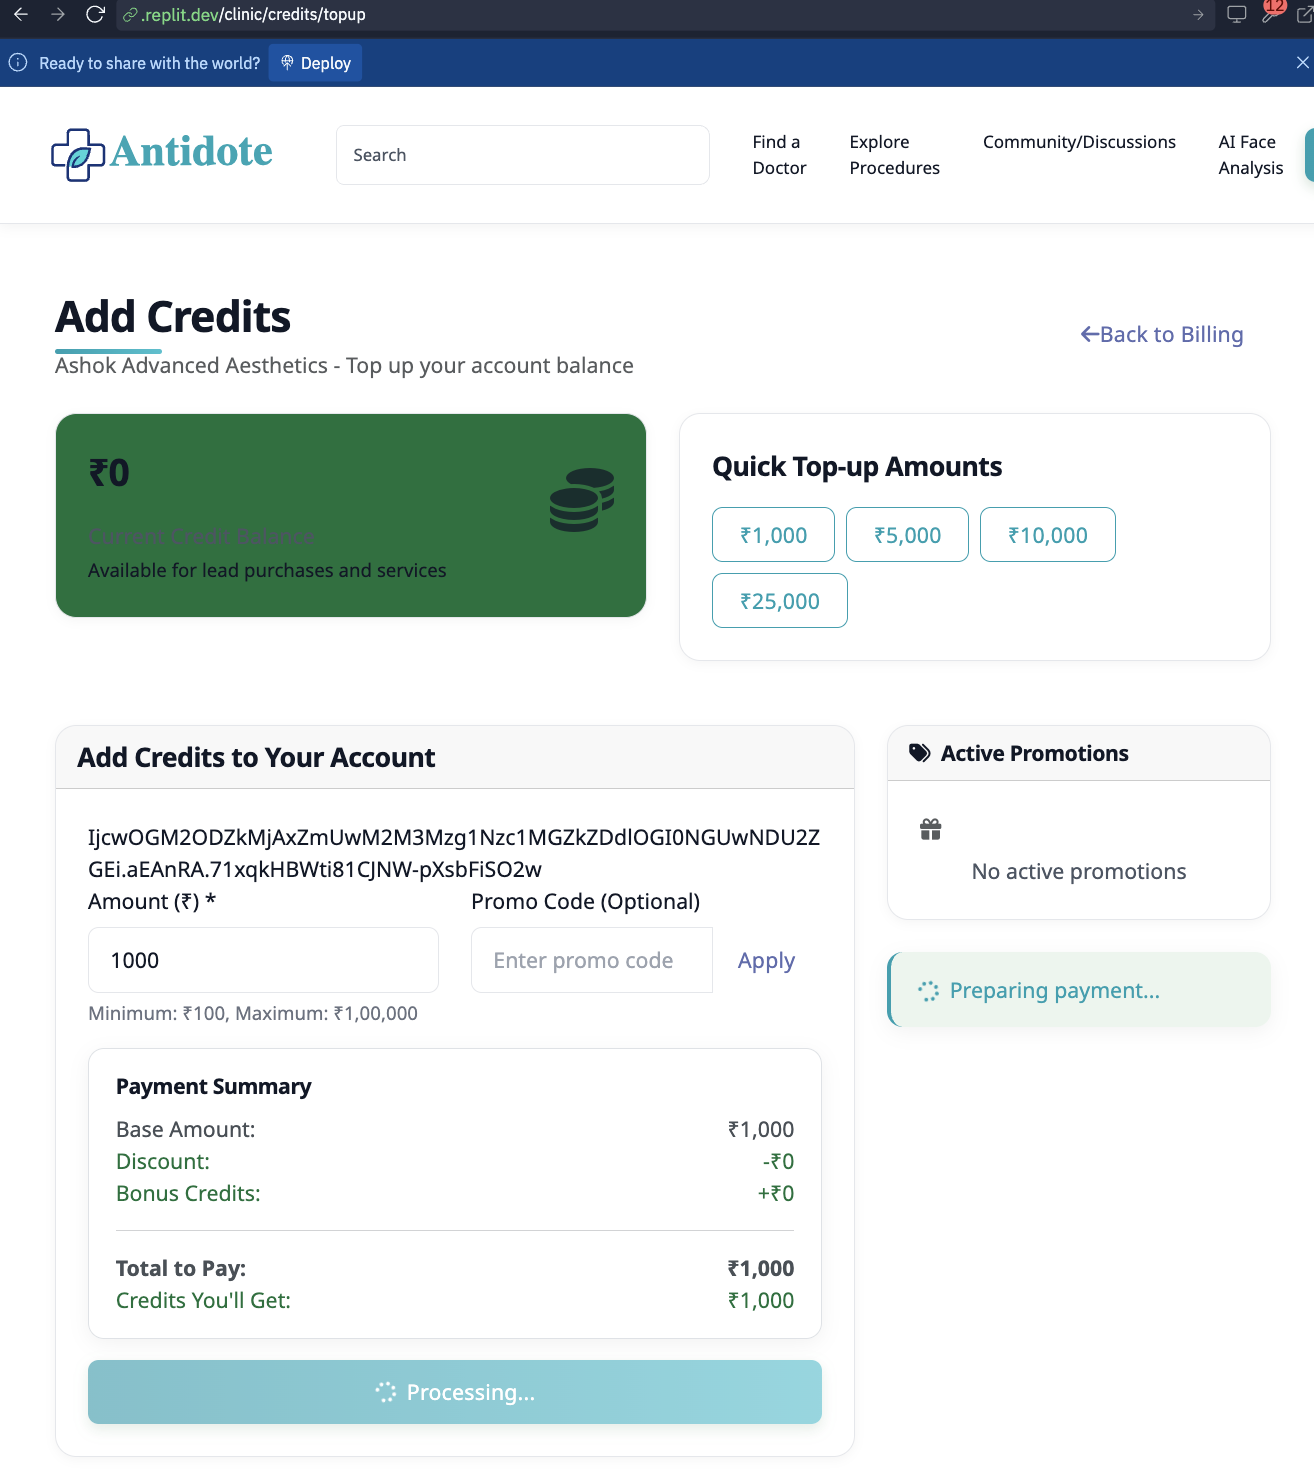 .replit.dev/clinic/credits/topup
12
Ready to share with the world?
Deploy
Antidote
Search
Find a
Doctor
Explore
Procedures
Community/Discussions
AI Face
Analysis
Add Credits
Back to Billing
Ashok Advanced Aesthetics - Top up your account balance
₹0
Current Credit Balance
Available for lead purchases and services
Quick Top-up Amounts
₹1,000
₹5,000
₹10,000
₹25,000
Add Credits to Your Account
IjcwOGM2ODZkMjAxZmUwM2M3Mzg1Nzc1MGZkZDdlOGI0NGUwNDU2Z
GEi.aEAnRA.71xqkHBWti81CJNW-pXsbFiSO2w
Amount (₹) *
Promo Code (Optional)
1000
Enter promo code
Apply
Minimum: ₹100, Maximum: ₹1,00,000
Payment Summary
Base Amount: ₹1,000
Discount: -₹0
Bonus Credits: +₹0
Total to Pay: ₹1,000
Credits You'll Get: ₹1,000
Processing...
Active Promotions
No active promotions
Preparing payment...